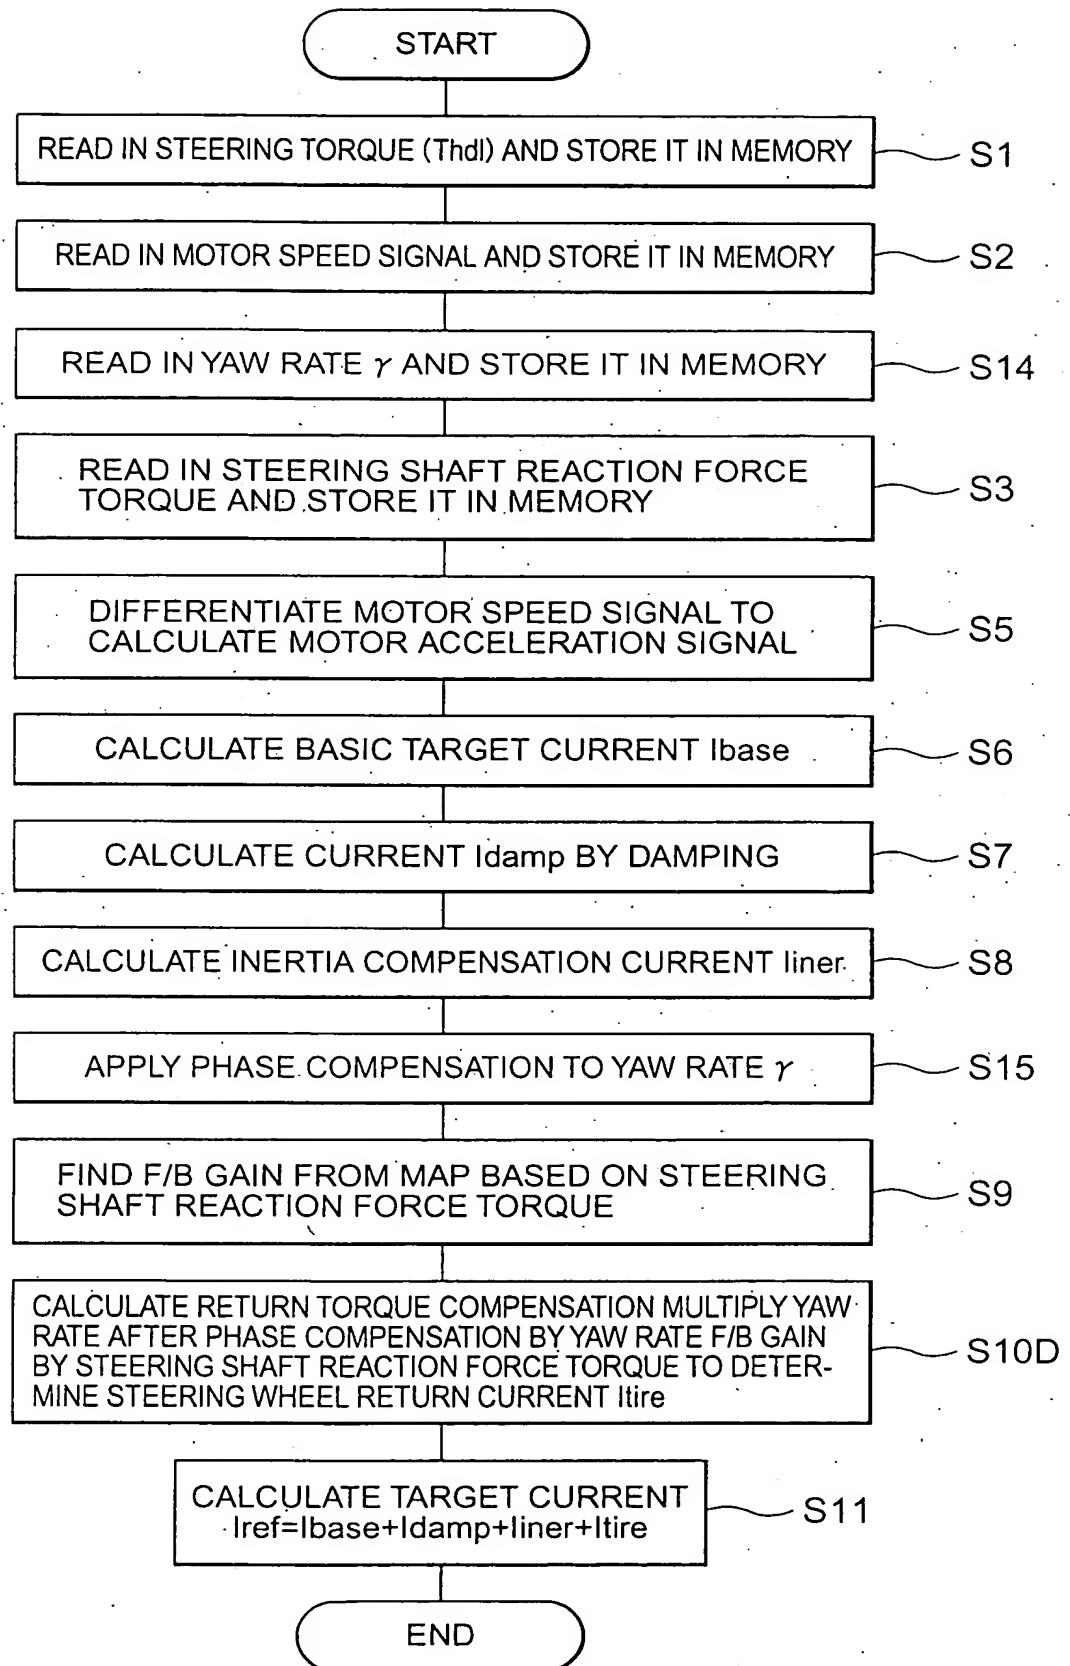 START
READ IN STEERING TORQUE (Thdl) AND STORE IT IN MEMORY
S1
READ IN MOTOR SPEED SIGNAL AND STORE IT IN MEMORY
S2
READ IN YAW RATE γ AND STORE IT IN MEMORY
S14
READ IN STEERING SHAFT REACTION FORCE
TORQUE AND STORE IT IN MEMORY
S3
DIFFERENTIATE MOTOR SPEED SIGNAL TO
CALCULATE MOTOR ACCELERATION SIGNAL
S5
CALCULATE BASIC TARGET CURRENT Ibase
S6
CALCULATE CURRENT Idamp BY DAMPING
S7
CALCULATE INERTIA COMPENSATION CURRENT Iiner
S8
APPLY PHASE COMPENSATION TO YAW RATE γ
S15
FIND F/B GAIN FROM MAP BASED ON STEERING
SHAFT REACTION FORCE TORQUE
S9
CALCULATE RETURN TORQUE COMPENSATION MULTIPLY YAW
RATE AFTER PHASE COMPENSATION BY YAW RATE F/B GAIN
BY STEERING SHAFT REACTION FORCE TORQUE TO DETER-
MINE STEERING WHEEL RETURN CURRENT Itire
S10D
CALCULATE TARGET CURRENT
Iref=Ibase+Idamp+Iiner+Itire
S11
END